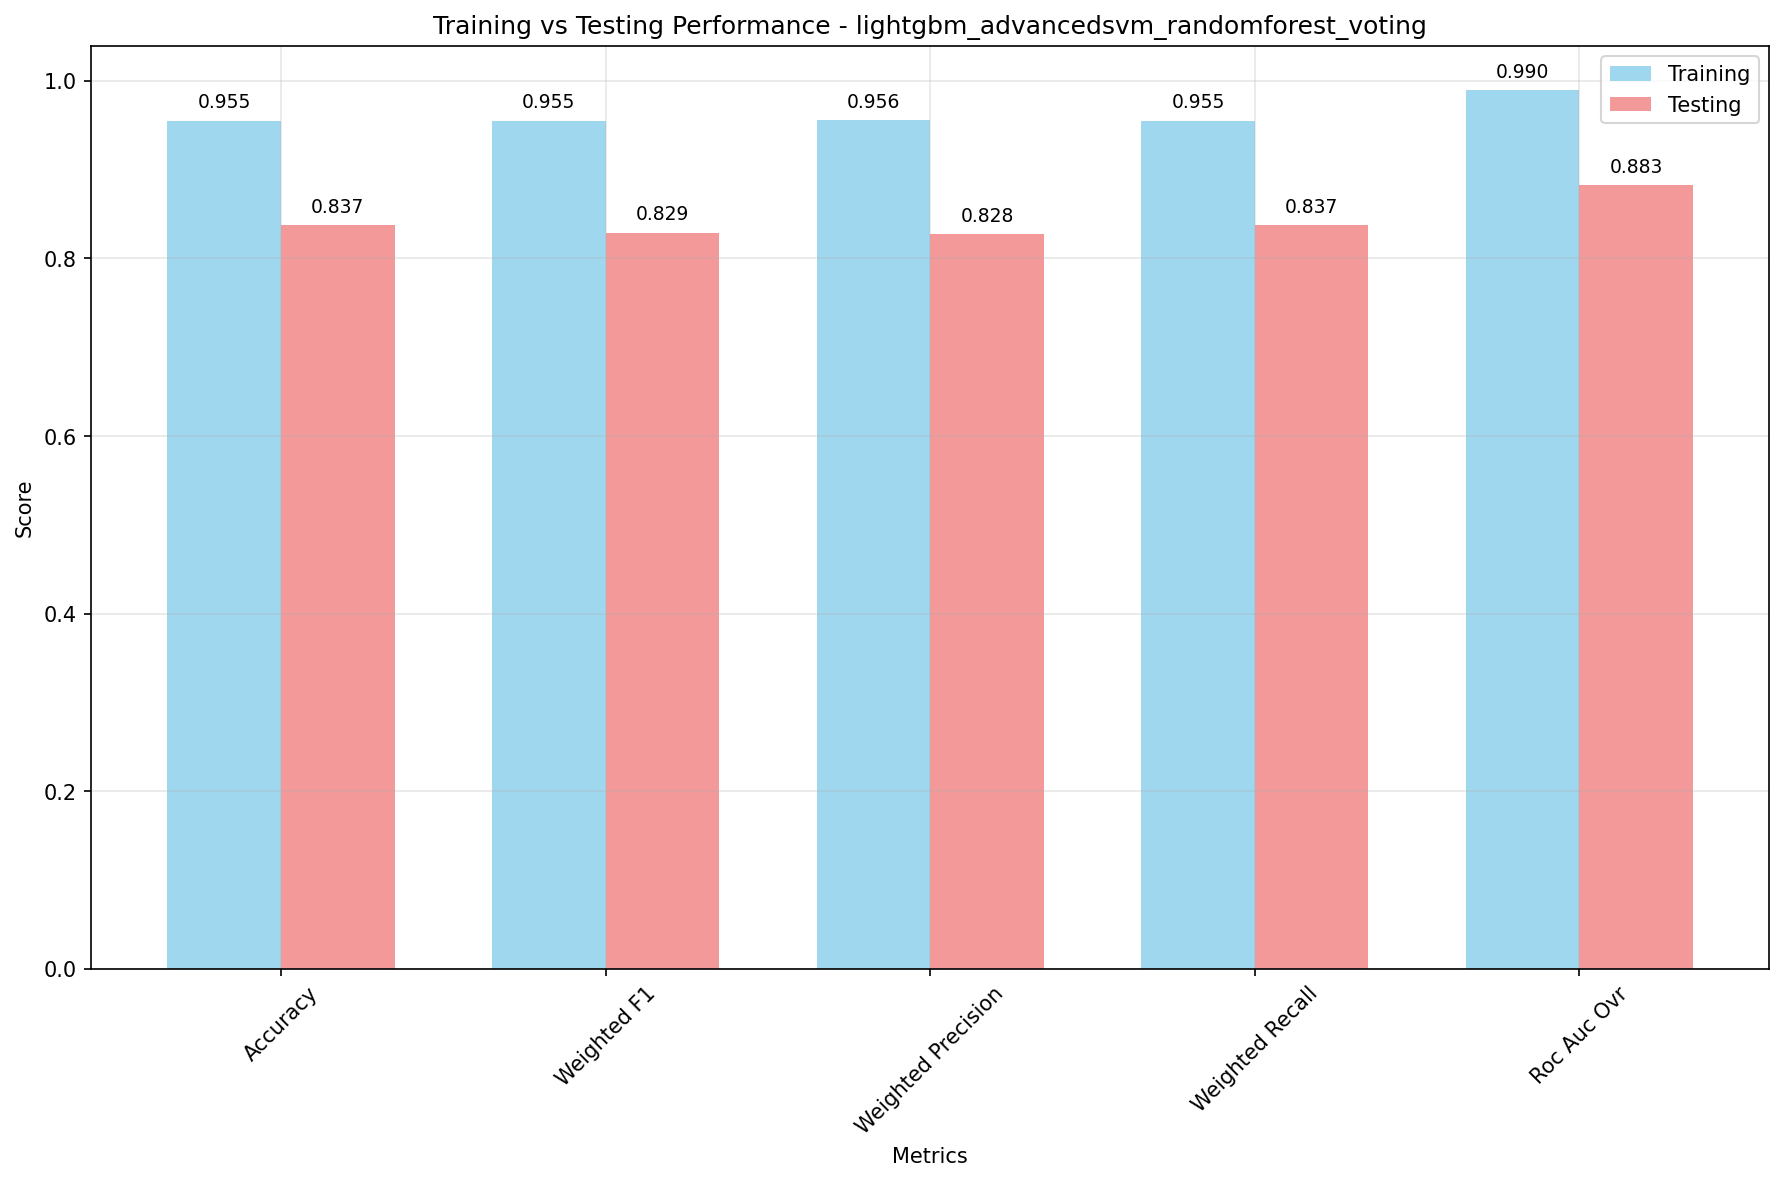 Training vs Testing Performance - lightgbm_advancedsvm_randomforest_voting
Training
Testing
0.955
0.837
0.955
0.829
0.956
0.828
0.955
0.837
0.990
0.883
1.0
0.8
0.6
0.4
0.2
0.0
Score
Accuracy
Weighted F1
Weighted Precision
Weighted Recall
Roc Auc Ovr
Metrics